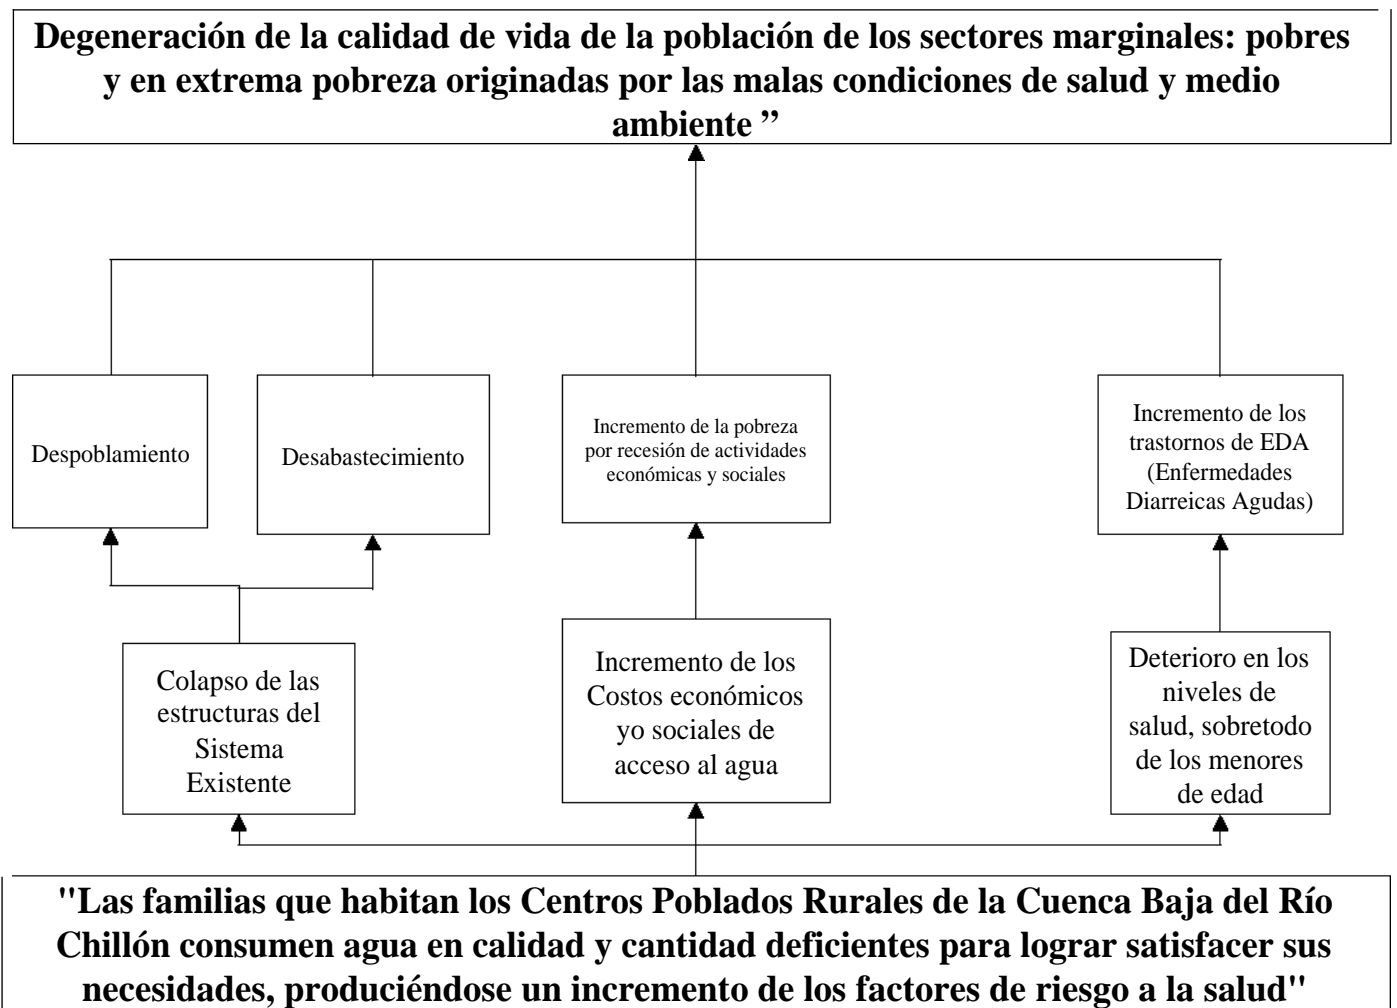 Degeneración de la calidad de vida de la población de los sectores marginales: pobres
y en extrema pobreza originadas por las malas condiciones de salud y medio
ambiente ”
Despoblamiento
Desabastecimiento
Incremento de la pobreza
por recesión de actividades
económicas y sociales
Incremento de los
trastornos de EDA
(Enfermedades
Diarreicas Agudas)
Colapso de las
estructuras del
Sistema
Existente
Incremento de los
Costos económicos
yo sociales de
acceso al agua
Deterioro en los
niveles de
salud, sobretodo
de los menores
de edad
"Las familias que habitan los Centros Poblados Rurales de la Cuenca Baja del Río
Chillón consumen agua en calidad y cantidad deficientes para lograr satisfacer sus
necesidades, produciéndose un incremento de los factores de riesgo a la salud"